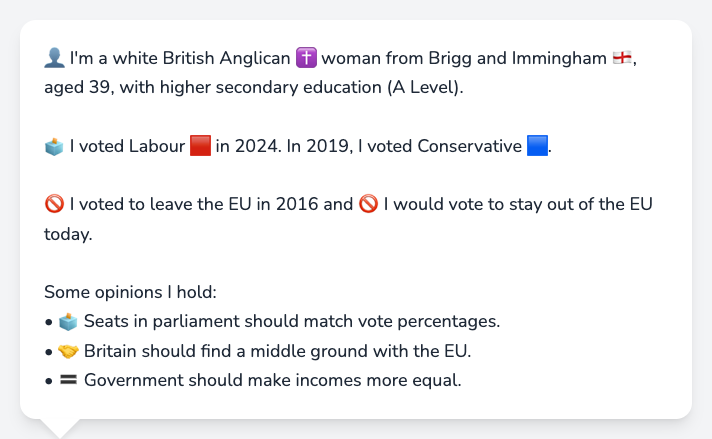 👤 I'm a white British Anglican ✝️ woman from Brigg and Immingham 🏴󠁧󠁢󠁥󠁮󠁧󠁿,
aged 39, with higher secondary education (A Level).
🗳️ I voted Labour 🟥 in 2024. In 2019, I voted Conservative 🟦.
🚫 I voted to leave the EU in 2016 and 🚫 I would vote to stay out of the EU
today.
Some opinions I hold:
• 🗳️ Seats in parliament should match vote percentages.
• 🤝 Britain should find a middle ground with the EU.
• 🟰 Government should make incomes more equal.